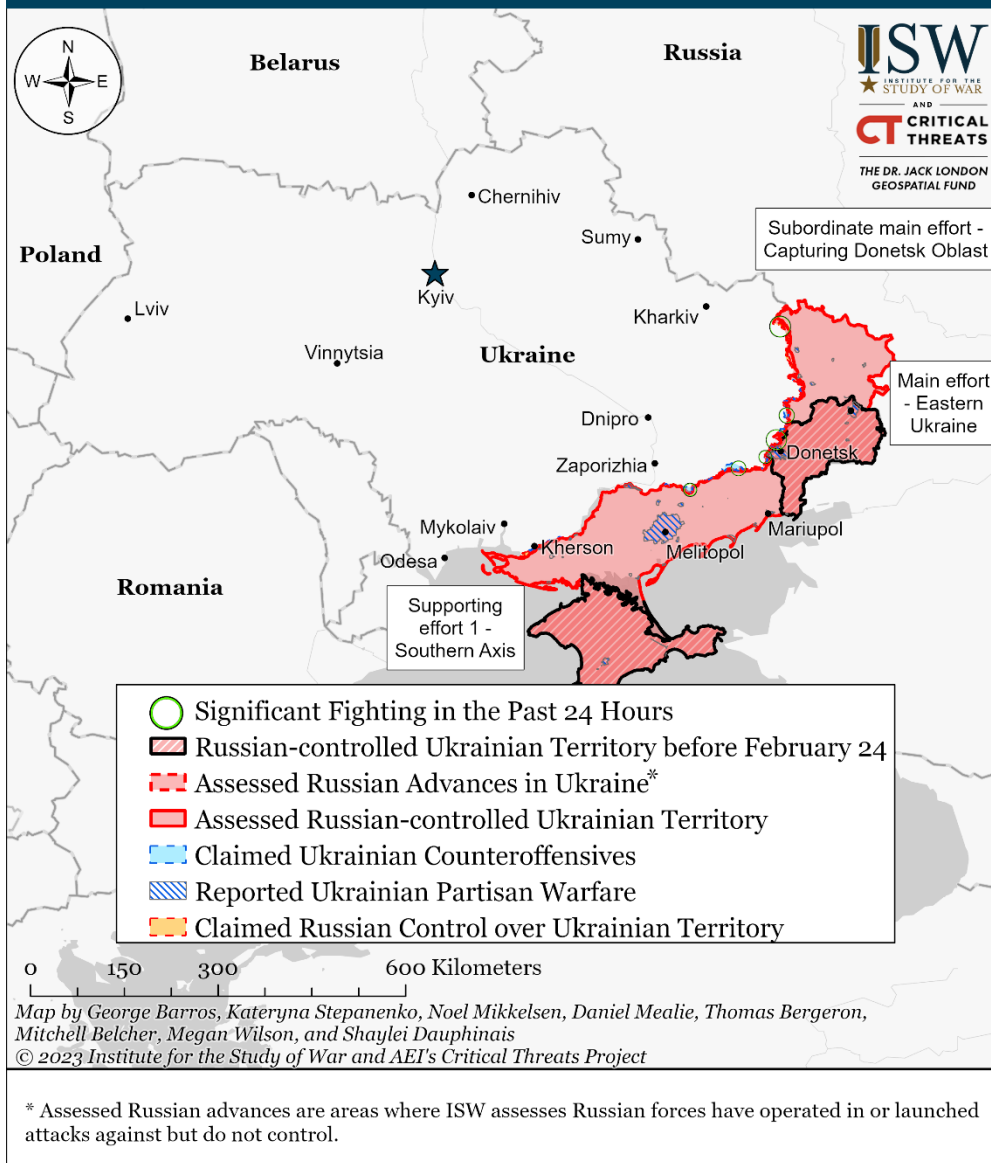 N
W
E
S
Belarus
Russia
ISW
INSTITUTE FOR THE
STUDY OF WAR
AND
CT CRITICAL
THREATS
THE DR. JACK LONDON
GEOSPATIAL FUND
Chernihiv
Sumy
Subordinate main effort -
Capturing Donetsk Oblast
Poland
Kyiv
Lviv
Kharkiv
Vinnytsia
Ukraine
Main effort
- Eastern
Ukraine
Dnipro
Donetsk
Zaporizhia
Mykolaiv
Mariupol
Kherson
Melitopol
Odesa
Romania
Supporting
effort 1 -
Southern Axis
Significant Fighting in the Past 24 Hours
Russian-controlled Ukrainian Territory before February 24
Assessed Russian Advances in Ukraine*
Assessed Russian-controlled Ukrainian Territory
Claimed Ukrainian Counteroffensives
Reported Ukrainian Partisan Warfare
Claimed Russian Control over Ukrainian Territory
0 150 300 600 Kilometers
Map by George Barros, Kateryna Stepanenko, Noel Mikkelsen, Daniel Mealie, Thomas Bergeron,
Mitchell Belcher, Megan Wilson, and Shaylei Dauphinais
© 2023 Institute for the Study of War and AEI's Critical Threats Project
* Assessed Russian advances are areas where ISW assesses Russian forces have operated in or launched
attacks against but do not control.